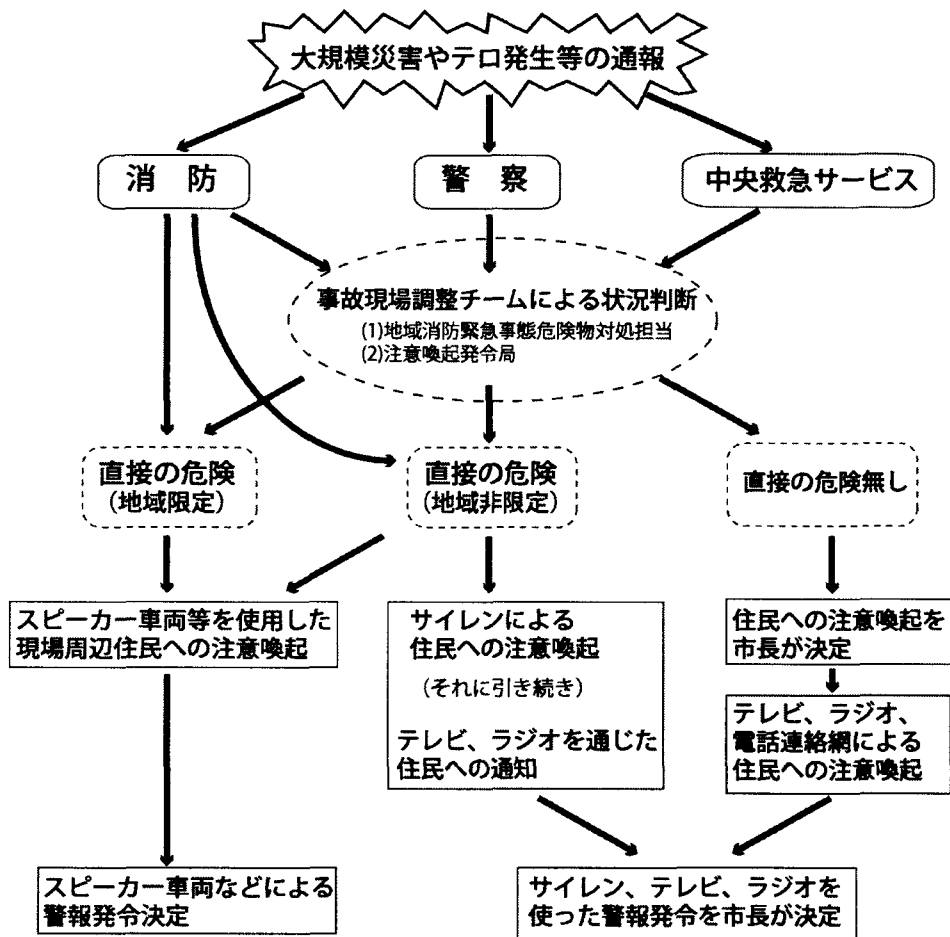 大規模災害やテロ発生等の通報
消 防
警 察
中央救急サービス
事故現場調整チームによる状況判断
(1)地域消防緊急事態危険物対処担当
(2)注意喚起発令局
直接の危険
(地域限定)
直接の危険
(地域非限定)
直接の危険無し
スピーカー車両等を使用した
現場周辺住民への注意喚起
サイレンによる
住民への注意喚起
(それに引き続き)
テレビ、ラジオを通じた
住民への通知
住民への注意喚起を
市長が決定
テレビ、ラジオ、
電話連絡網による
住民への注意喚起
スピーカー車両などによる
警報発令決定
サイレン、テレビ、ラジオを
使った警報発令を市長が決定